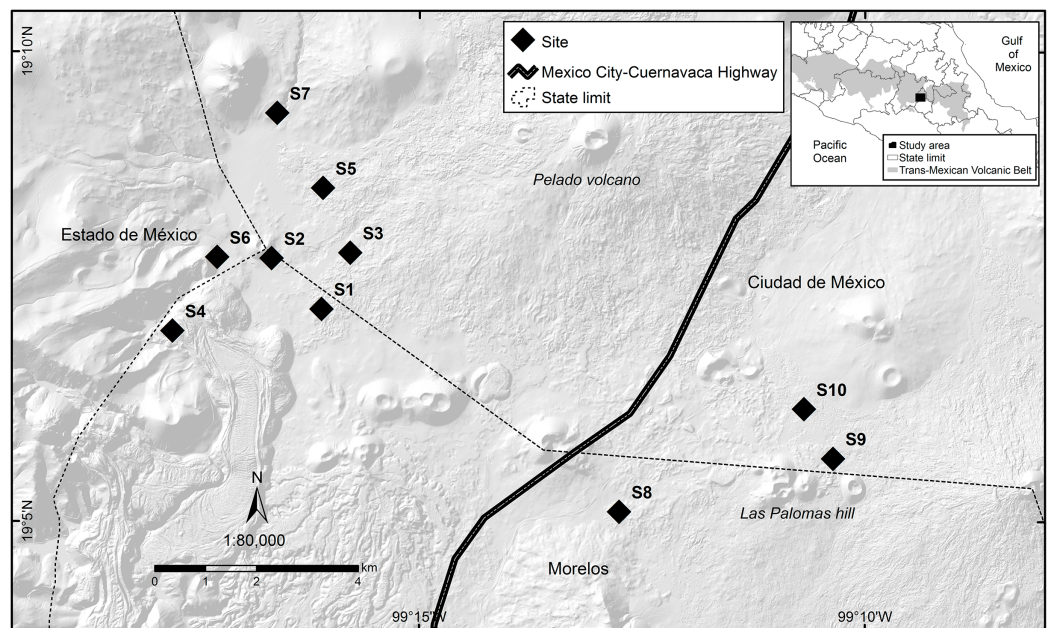 19°10'N
S7
S5
S6
S2
S3
S1
S4
Estado de México
Pelado volcano
Site
Mexico City-Cuernavaca Highway
State limit
Gulf
of
Mexico
Pacific
Ocean
Study area
State limit
Trans-Mexican Volcanic Belt
Ciudad de México
S10
S9
S8
Las Palomas hill
Morelos
19°5'N
N
1:80,000
0 1 2 4 km
99°15'W
99°10'W